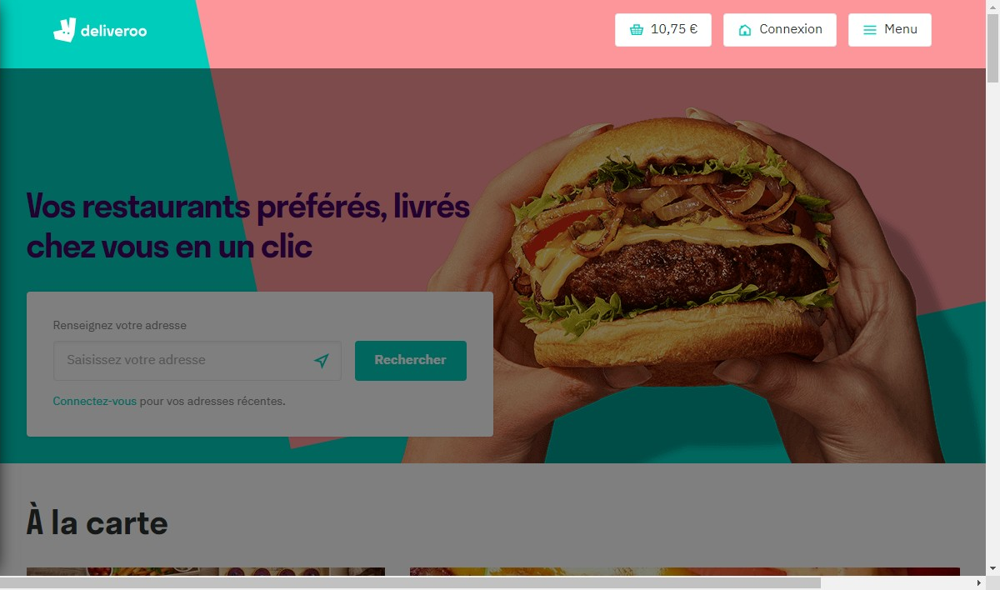 deliveroo
10,75 €
Connexion
Menu
Vos restaurants préférés, livrés
chez vous en un clic
Renseignez votre adresse
Saisissez votre adresse
Rechercher
Connectez-vous pour vos adresses récentes.
À la carte